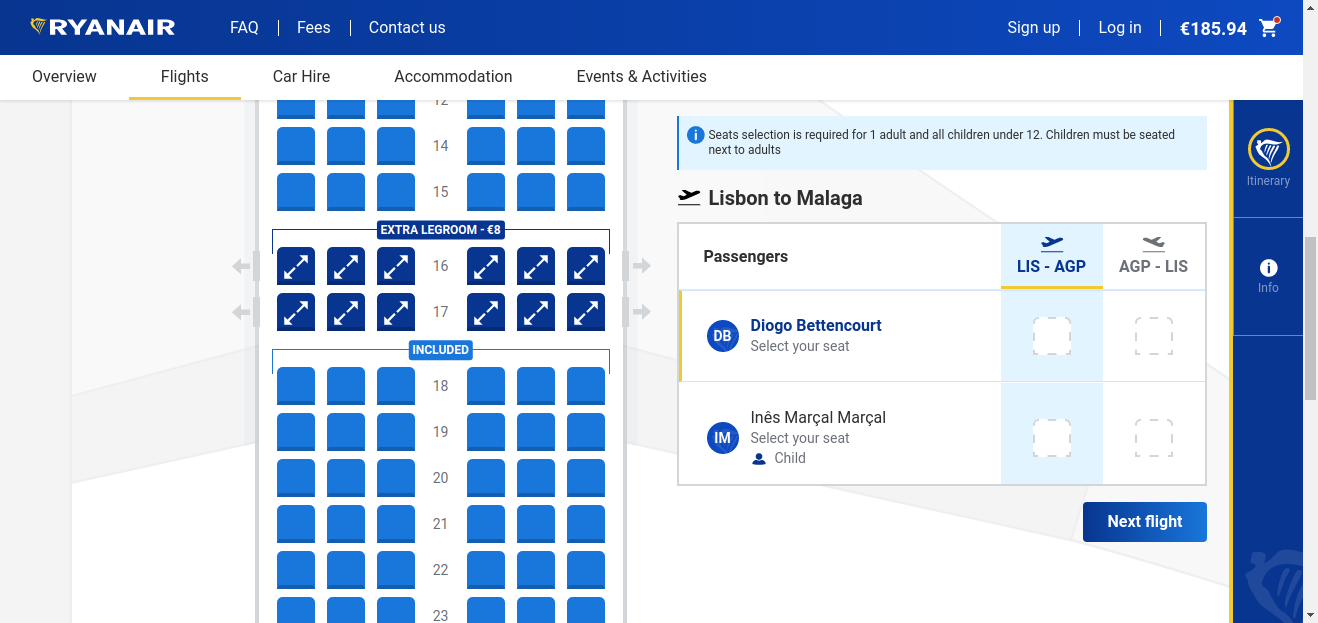 RYANAIR
FAQ
Fees
Contact us
Sign up
Log in
€185.94
Overview
Flights
Car Hire
Accommodation
Events & Activities
12
14
15
EXTRA LEGROOM - €8
16
17
INCLUDED
18
19
20
21
22
23
Seats selection is required for 1 adult and all children under 12. Children must be seated
next to adults
Lisbon to Malaga
Passengers
LIS - AGP
AGP - LIS
DB
Diogo Bettencourt
Select your seat
IM
Inês Marçal Marçal
Select your seat
Child
Next flight
Itinerary
Info